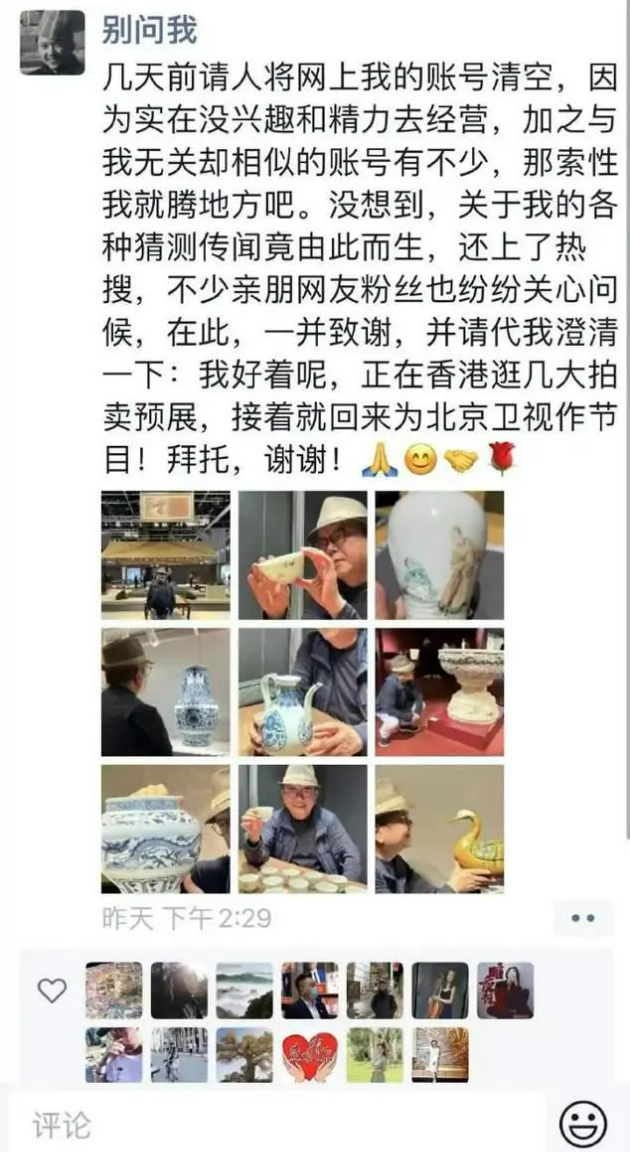 别问我
几天前请人将网上我的账号清空，因
为实在没兴趣和精力去经营，加之与
我无关却相似的账号有不少，那索性
我就腾地方吧。没想到，关于我的各
种猜测传闻竟由此而生，还上了热
搜，不少亲朋网友粉丝也纷纷关心问
候，在此，一并致谢，并请代我澄清
一下：我好着呢，正在香港逛几大拍
卖预展，接着就回来为北京卫视作节
目！拜托，谢谢！🙏😊🤝🌹
昨天 下午2:29
评论